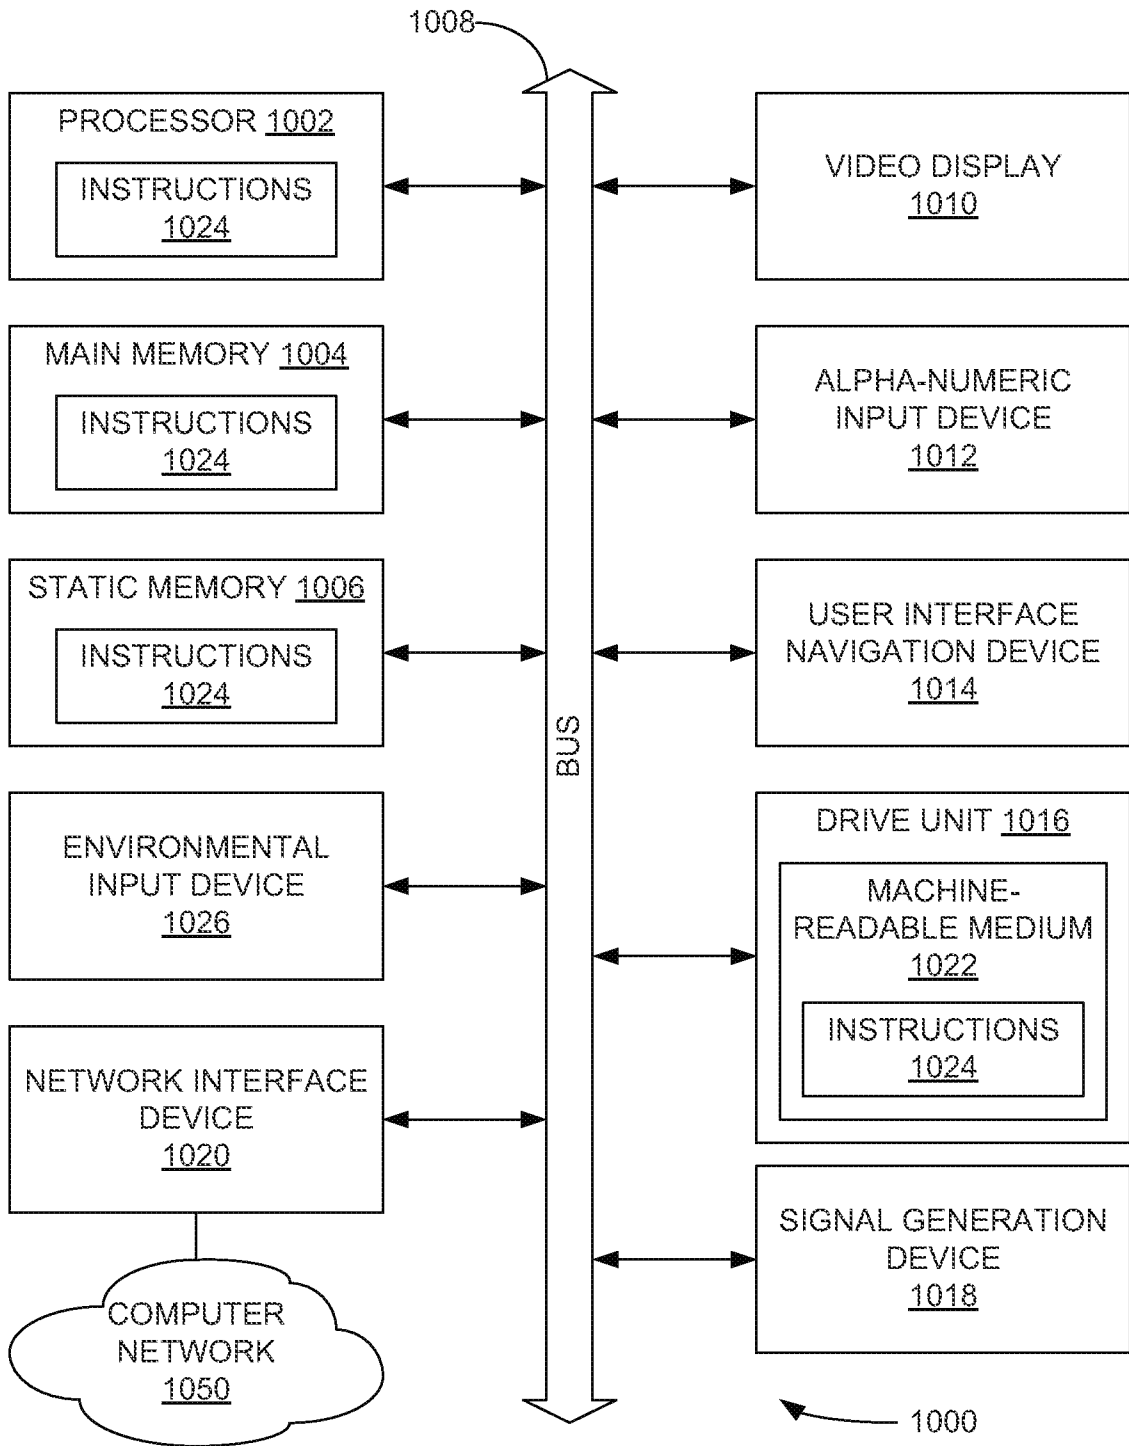 1008
PROCESSOR 1002
INSTRUCTIONS
1024
MAIN MEMORY 1004
INSTRUCTIONS
1024
STATIC MEMORY 1006
INSTRUCTIONS
1024
ENVIRONMENTAL
INPUT DEVICE
1026
NETWORK INTERFACE
DEVICE
1020
COMPUTER
NETWORK
1050
BUS
VIDEO DISPLAY
1010
ALPHA-NUMERIC
INPUT DEVICE
1012
USER INTERFACE
NAVIGATION DEVICE
1014
DRIVE UNIT 1016
MACHINE-
READABLE MEDIUM
1022
INSTRUCTIONS
1024
SIGNAL GENERATION
DEVICE
1018
1000